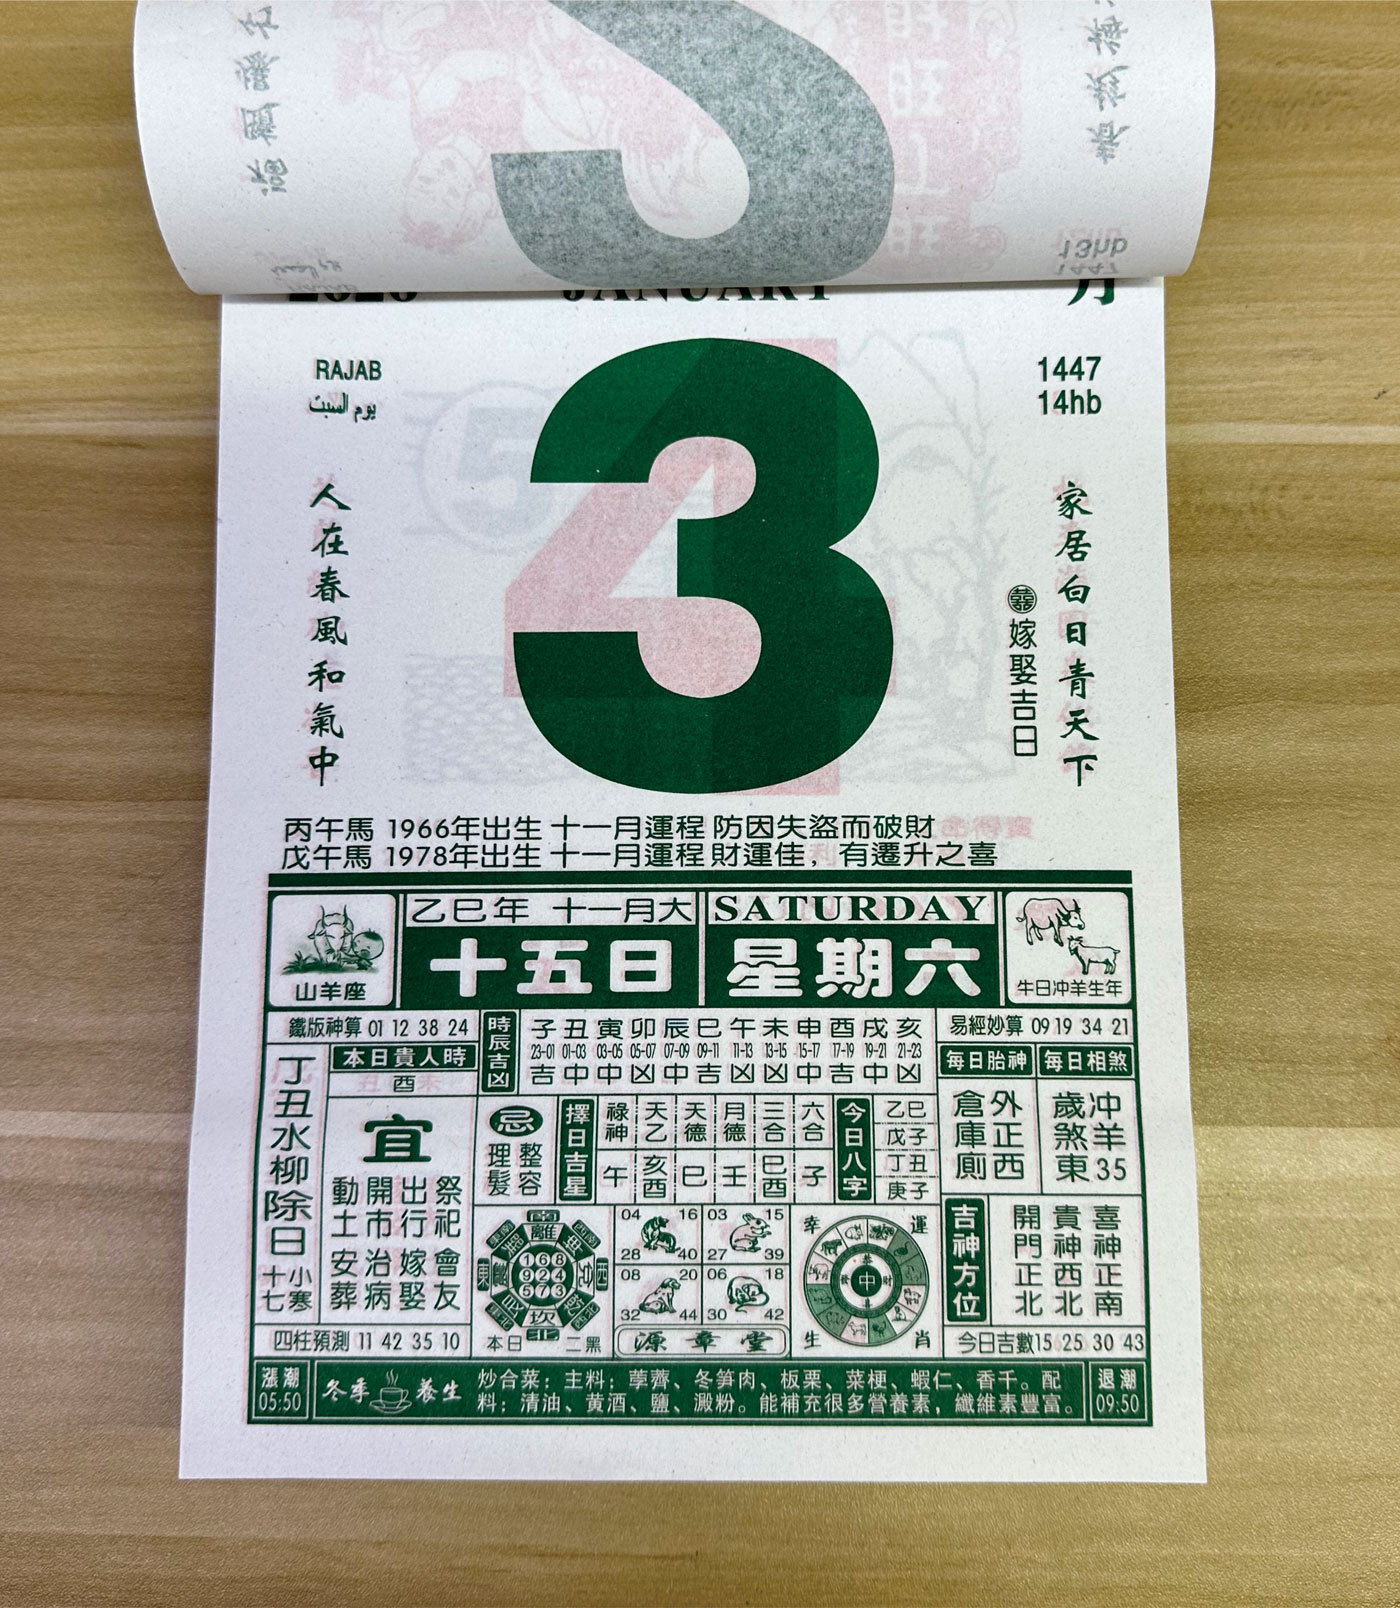 13hb
1447
2026 JANUARY 月
RAJAB
يوم السبت
1447
14hb
3
家居白日青天下
人在春風和氣中
囍 嫁娶吉日
丙午馬 1966年出生 十一月運程 防因失盜而破財
戊午馬 1978年出生 十一月運程 財運佳，有遷升之喜
山羊座
乙巳年 十一月大
十五日
SATURDAY
星期六
牛日冲羊生年
鐵版神算 01 12 38 24
時辰吉凶
子 丑 寅 卯 辰 巳 午 未 申 酉 戌 亥
23-01 01-03 03-05 05-07 07-09 09-11 11-13 13-15 15-17 17-19 19-21 21-23
吉 中 中 凶 中 吉 凶 凶 中 吉 中 凶
易經妙算 09 19 34 21
丁丑水柳除日
小寒
十七
本日貴人時
酉
宜
祭祀會友
出行嫁娶
開市治病
動土安葬
忌
整容
理髮
擇日吉星
祿神 天乙 天德 月德 三合 六合
午 亥酉 巳 壬 巳酉 子
今日八字
乙巳
戊子
丁丑
庚子
每日胎神
外正西
倉庫廁
每日相煞
冲羊35
歲煞東
南 離 坎 北
168
924
573
東
本日 二黑
04 16 28 40
03 15 27 39
08 20 32 44
06 18 30 42
源章堂
幸運生肖
中
吉神方位
喜神正南
貴神西北
開門正北
四柱預測 11 42 35 10
今日吉數 15 25 30 43
漲潮
05:50
冬季養生
炒合菜：主料：荸薺、冬筍肉、板栗、菜梗、蝦仁、香千。配
料：清油、黃酒、鹽、澱粉。能補充很多營養素，纖維素豐富。
退潮
09:50